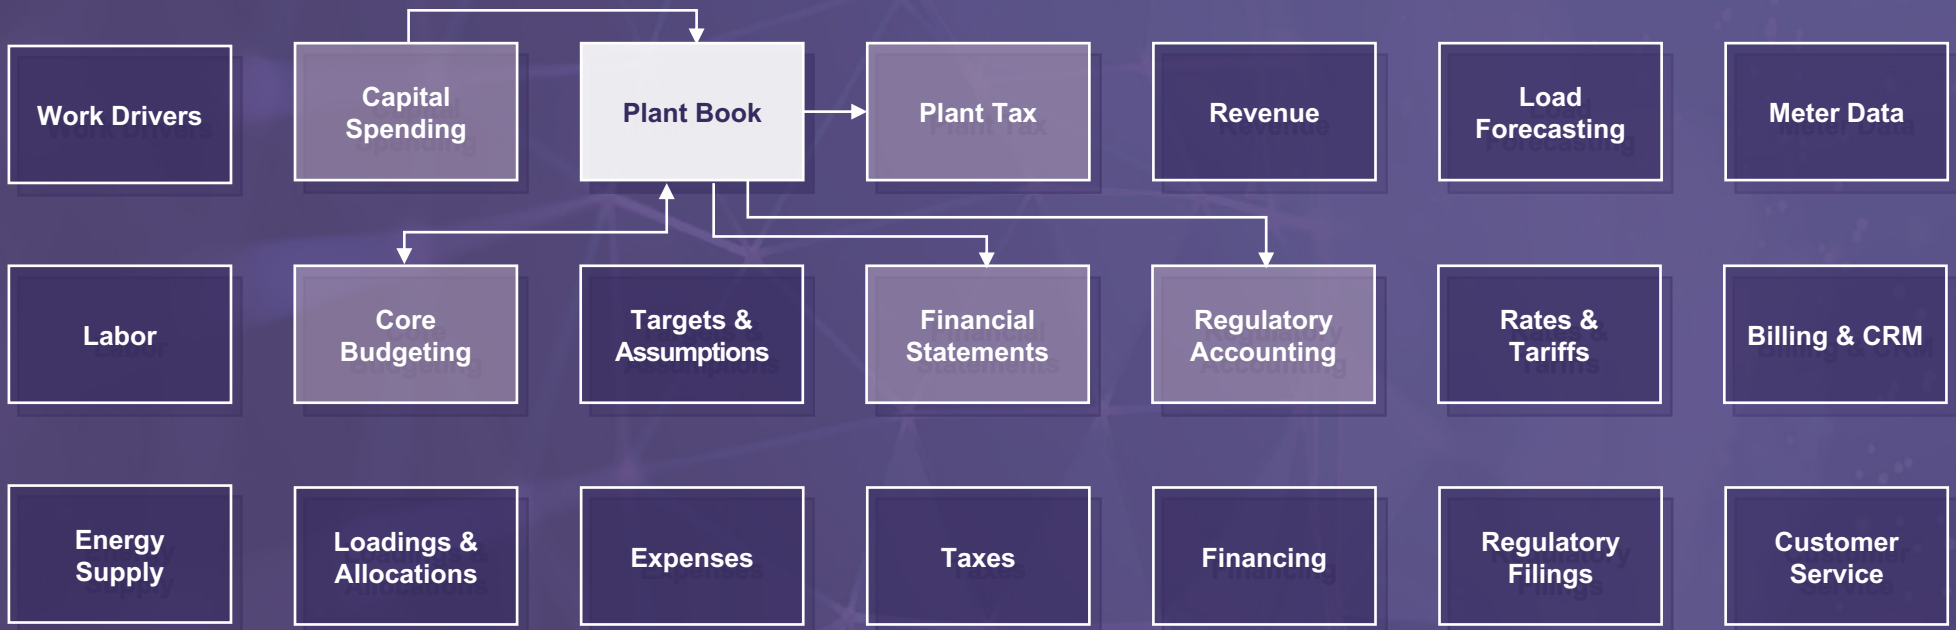 Work Drivers
Capital
Spending
Plant Book
Plant Tax
Revenue
Load
Forecasting
Meter Data
Labor
Core
Budgeting
Targets &
Assumptions
Financial
Statements
Regulatory
Accounting
Rates &
Tariffs
Billing & CRM
Energy
Supply
Loadings &
Allocations
Expenses
Taxes
Financing
Regulatory
Filings
Customer
Service